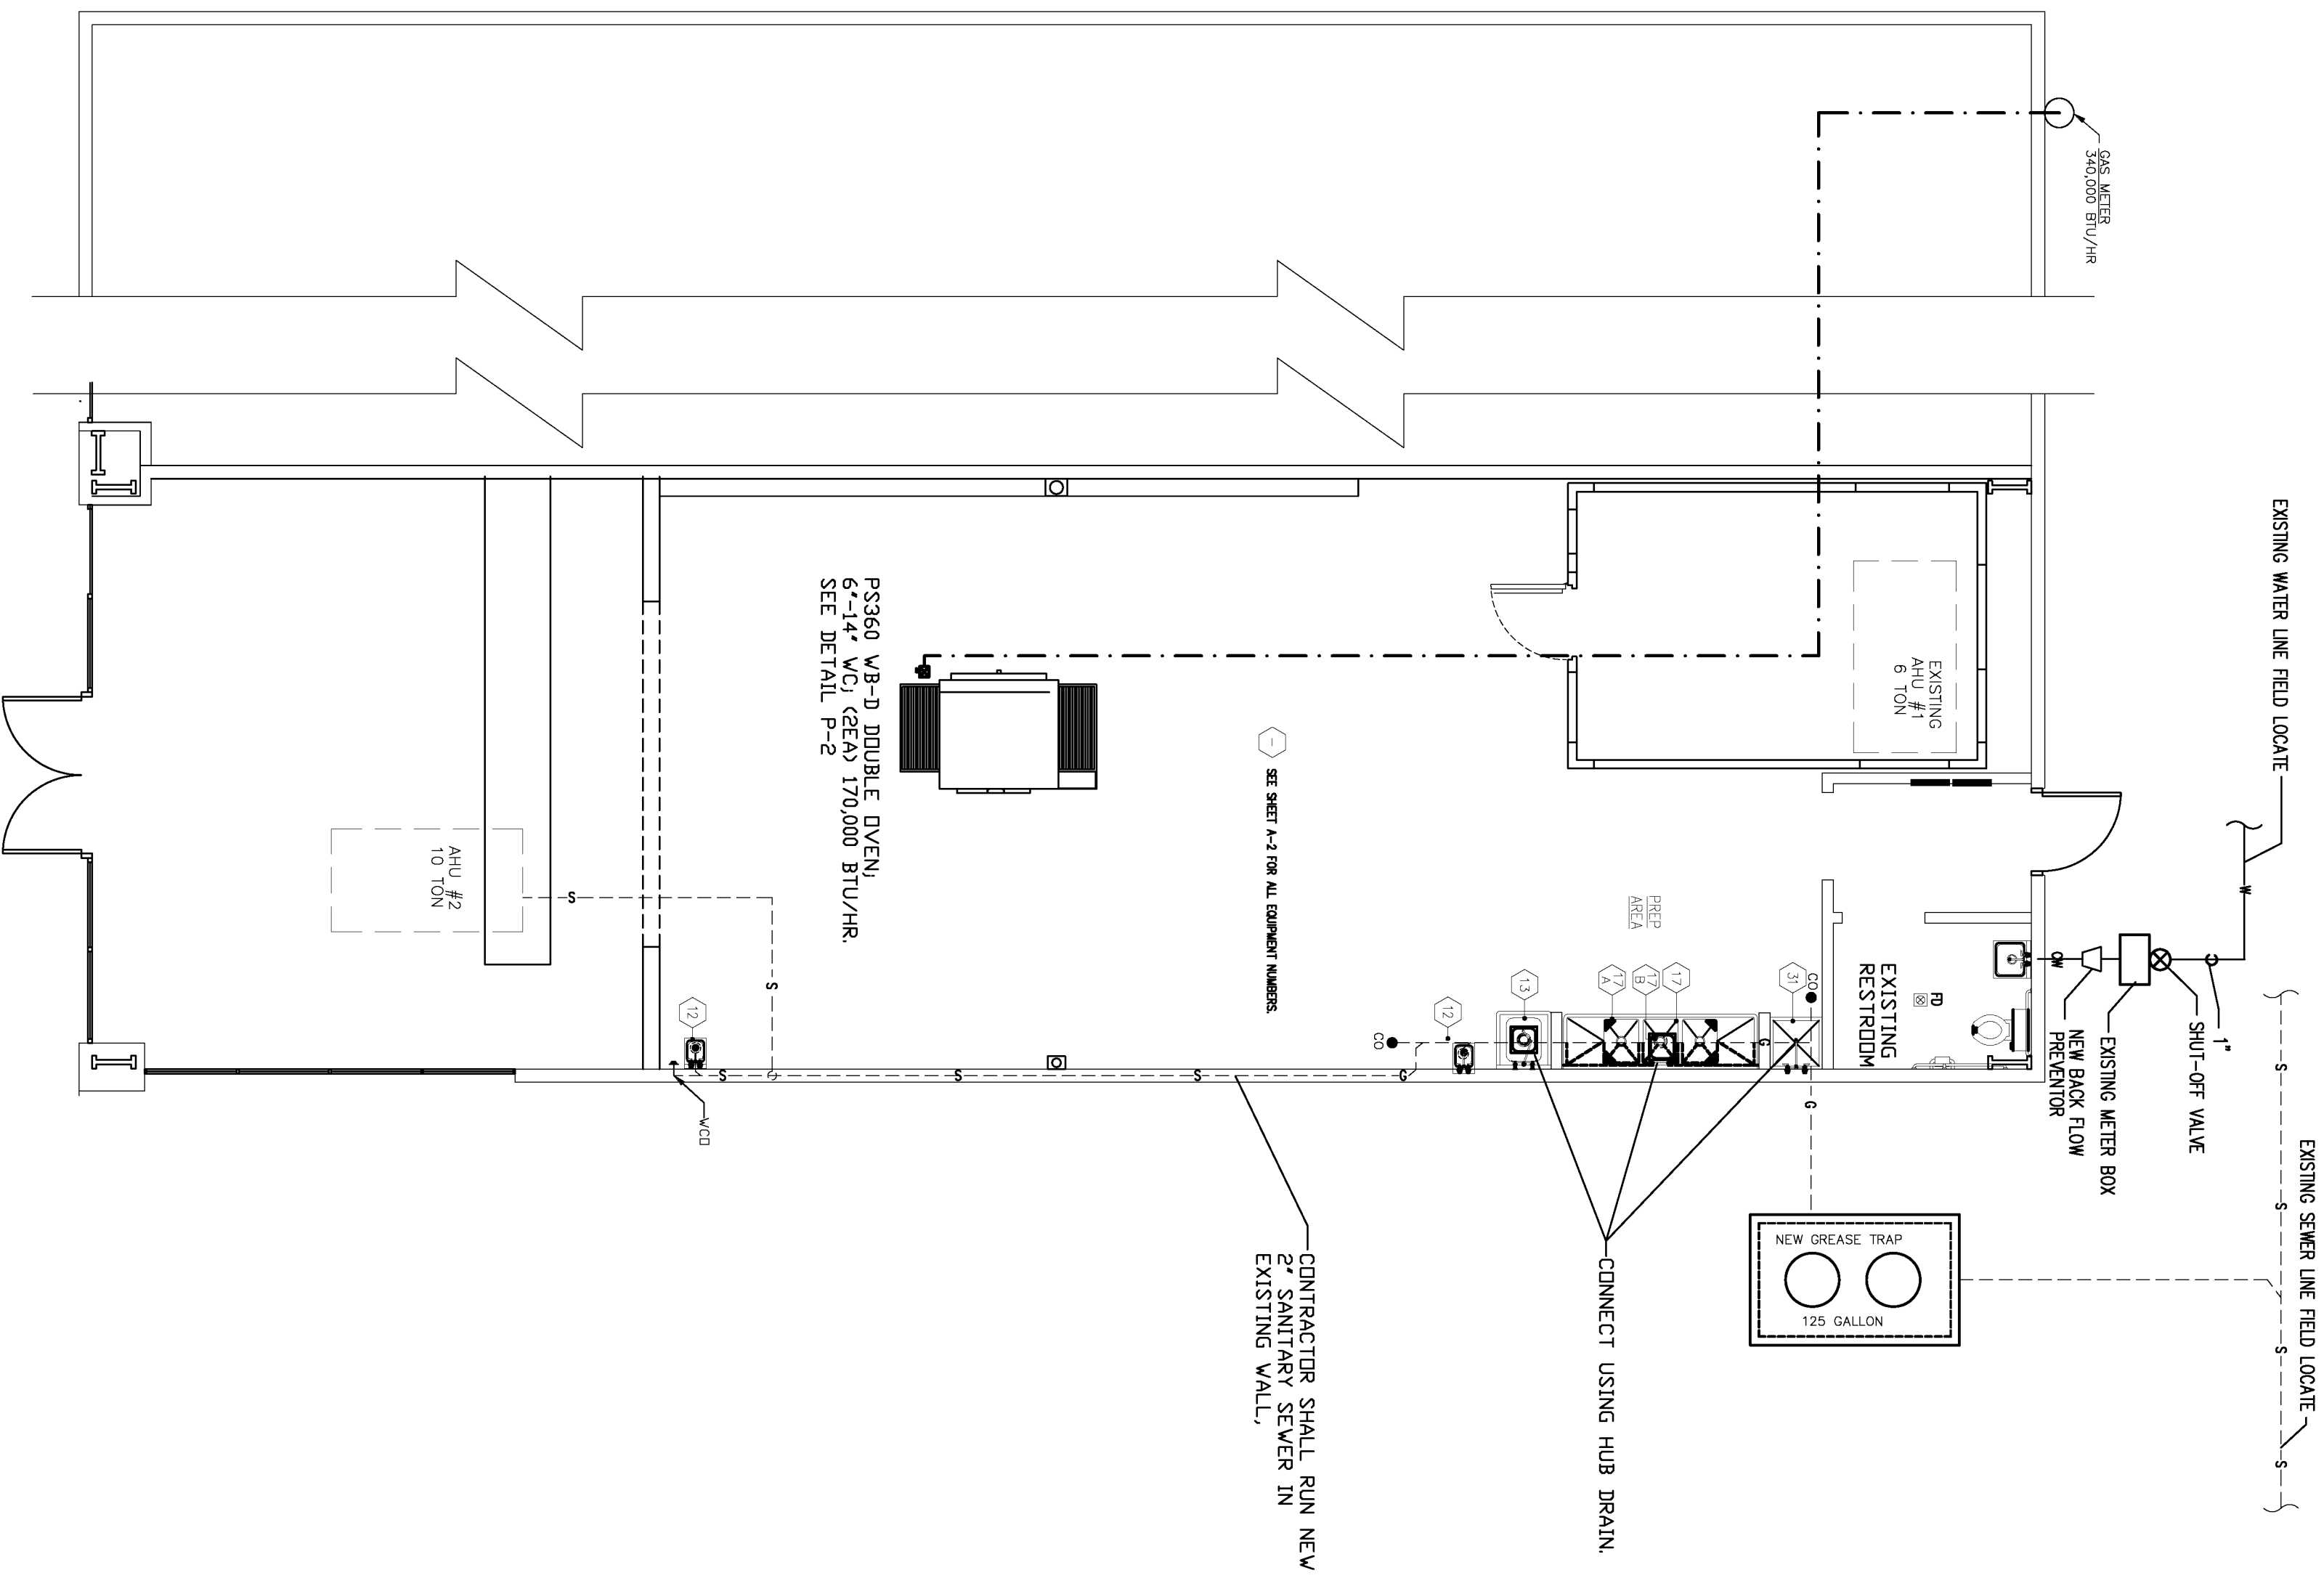 GAS METER
340,000 BTU/HR
EXISTING WATER LINE FIELD LOCATE
W
CW
1"
SHUT-OFF VALVE
EXISTING METER BOX
NEW BACK FLOW
PREVENTOR
EXISTING SEWER LINE FIELD LOCATE
S
S
S
S
EXISTING
AHU #1
6 TON
EXISTING
RESTROOM
FD
PREP
AREA
CO
31
17
17
B
17
A
13
12
CO
G
G
G
NEW GREASE TRAP
125 GALLON
CONNECT USING HUB DRAIN.
CONTRACTOR SHALL RUN NEW
2" SANITARY SEWER IN
EXISTING WALL,
-
SEE SHEET A-2 FOR ALL EQUIPMENT NUMBERS.
PS360 WB-D DOUBLE OVEN;
6"-14" WC; (2EA) 170,000 BTU/HR.
SEE DETAIL P-2
S
S
S
S
S
12
WCO
AHU #2
10 TON